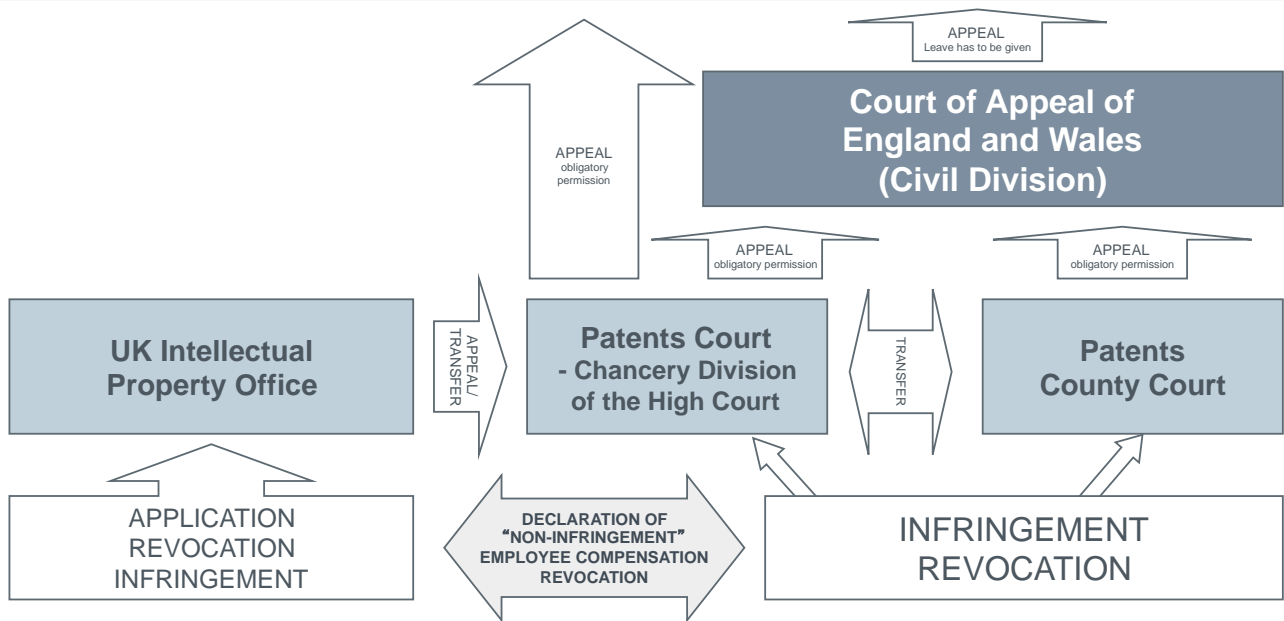 APPEAL
Leave has to be given
Court of Appeal of
England and Wales
(Civil Division)
APPEAL
obligatory
permission
APPEAL
obligatory permission
APPEAL
obligatory permission
UK Intellectual
Property Office
APPEAL/
TRANSFER
Patents Court
- Chancery Division
of the High Court
TRANSFER
Patents
County Court
APPLICATION
REVOCATION
INFRINGEMENT
DECLARATION OF
“NON-INFRINGEMENT”
EMPLOYEE COMPENSATION
REVOCATION
INFRINGEMENT
REVOCATION